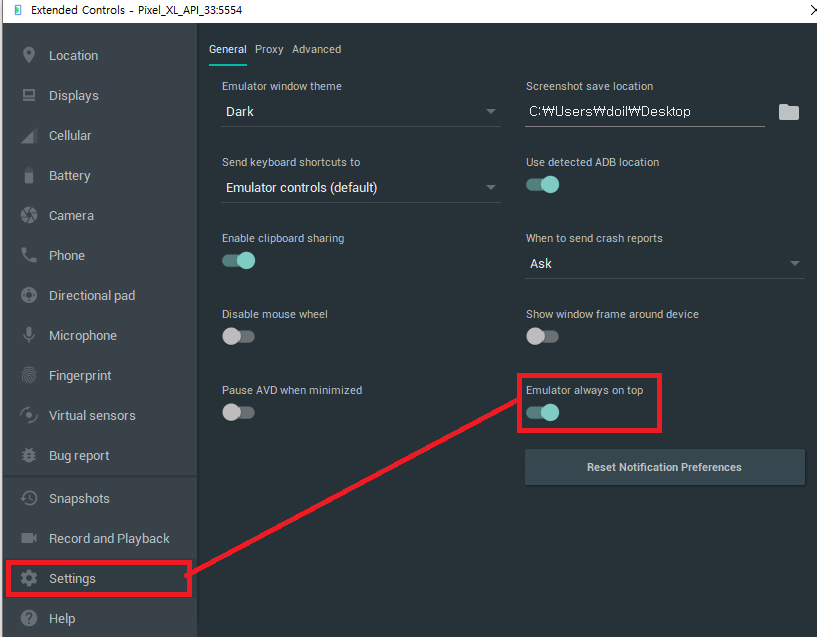 Extended Controls - Pixel_XL_API_33:5554
Location
Displays
Cellular
Battery
Camera
Phone
Directional pad
Microphone
Fingerprint
Virtual sensors
Bug report
Snapshots
Record and Playback
Settings
Help
General Proxy Advanced
Emulator window theme
Dark
Screenshot save location
C:₩Users₩doil₩Desktop
Send keyboard shortcuts to
Emulator controls (default)
Use detected ADB location
Enable clipboard sharing
When to send crash reports
Ask
Disable mouse wheel
Show window frame around device
Pause AVD when minimized
Emulator always on top
Reset Notification Preferences